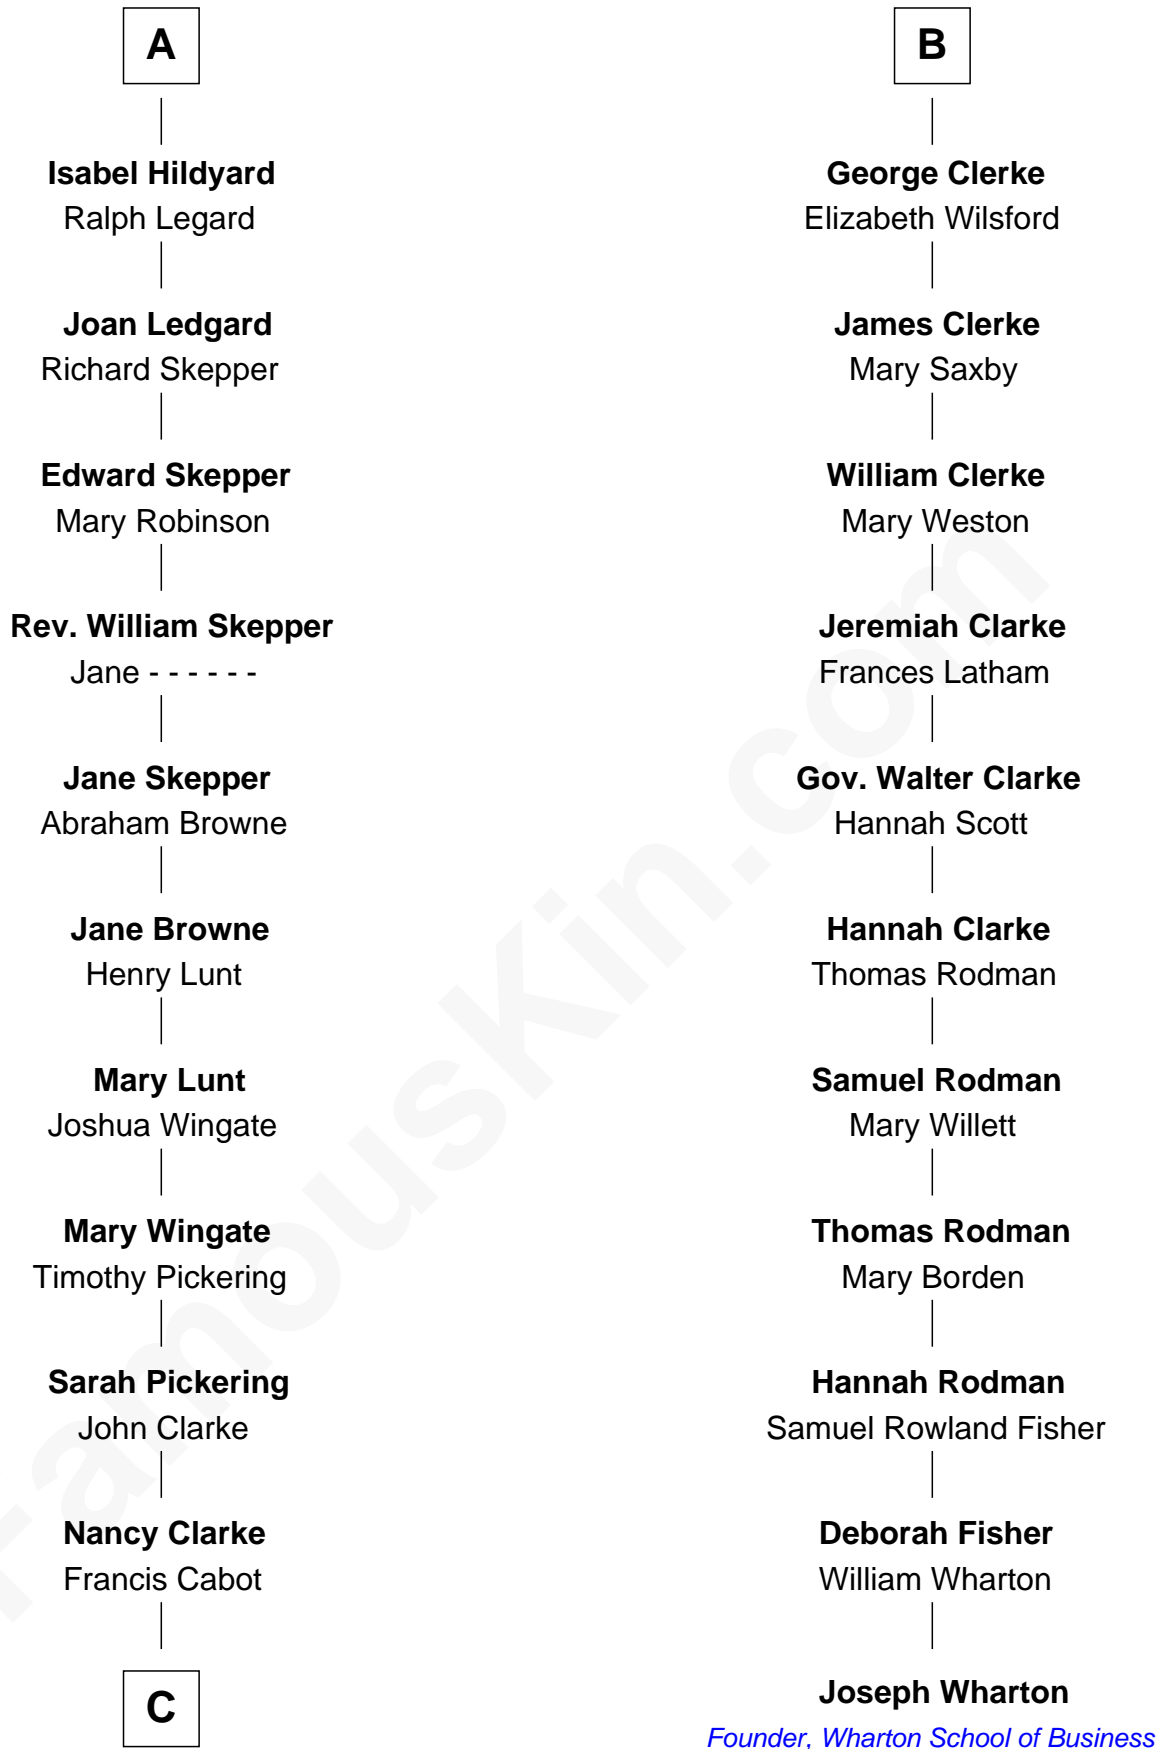 A
Isabel Hildyard
Ralph Legard
Joan Ledgard
Richard Skepper
Edward Skepper
Mary Robinson
Rev. William Skepper
Jane - - - - - -
Jane Skepper
Abraham Browne
Jane Browne
Henry Lunt
Mary Lunt
Joshua Wingate
Mary Wingate
Timothy Pickering
Sarah Pickering
John Clarke
Nancy Clarke
Francis Cabot
C
B
George Clerke
Elizabeth Wilsford
James Clerke
Mary Saxby
William Clerke
Mary Weston
Jeremiah Clarke
Frances Latham
Gov. Walter Clarke
Hannah Scott
Hannah Clarke
Thomas Rodman
Samuel Rodman
Mary Willett
Thomas Rodman
Mary Borden
Hannah Rodman
Samuel Rowland Fisher
Deborah Fisher
William Wharton
Joseph Wharton
Founder, Wharton School of Business
FamousKin.com